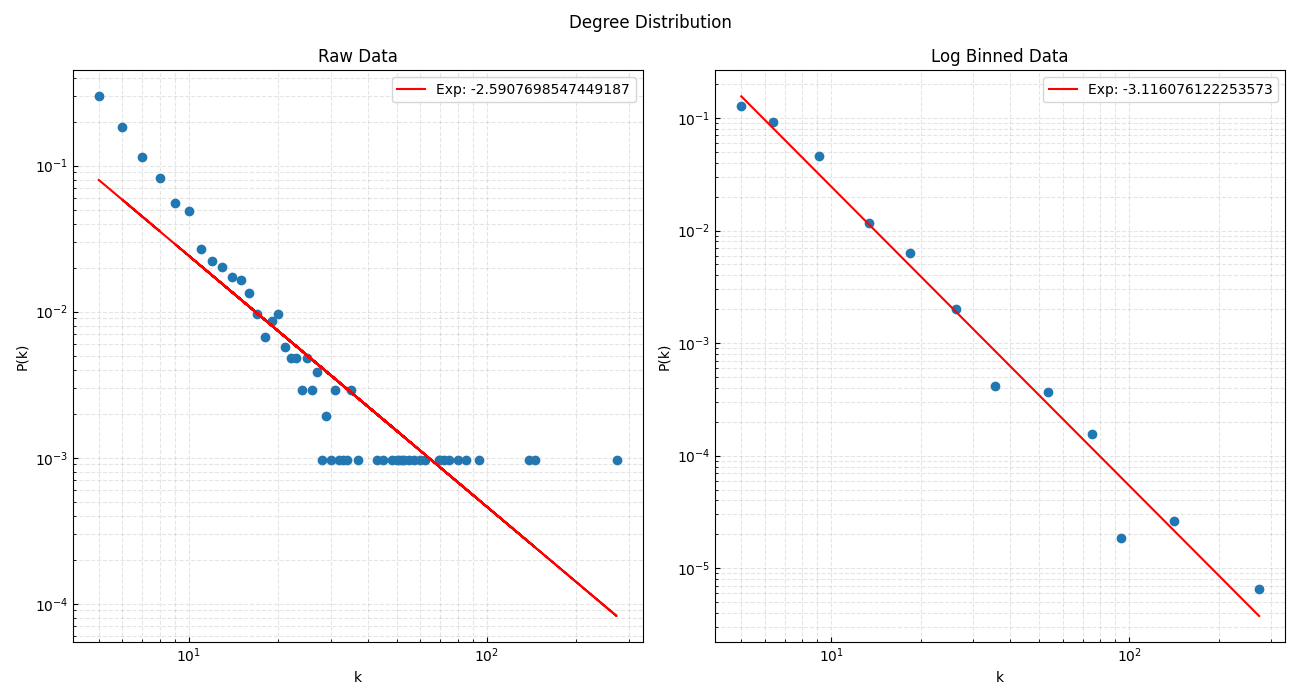 Degree Distribution
Raw Data
Exp: -2.5907698547449187
P(k)
10⁻¹
10⁻²
10⁻³
10⁻⁴
10¹ 10²
k
Log Binned Data
Exp: -3.116076122253573
P(k)
10⁻¹
10⁻²
10⁻³
10⁻⁴
10⁻⁵
10¹ 10²
k